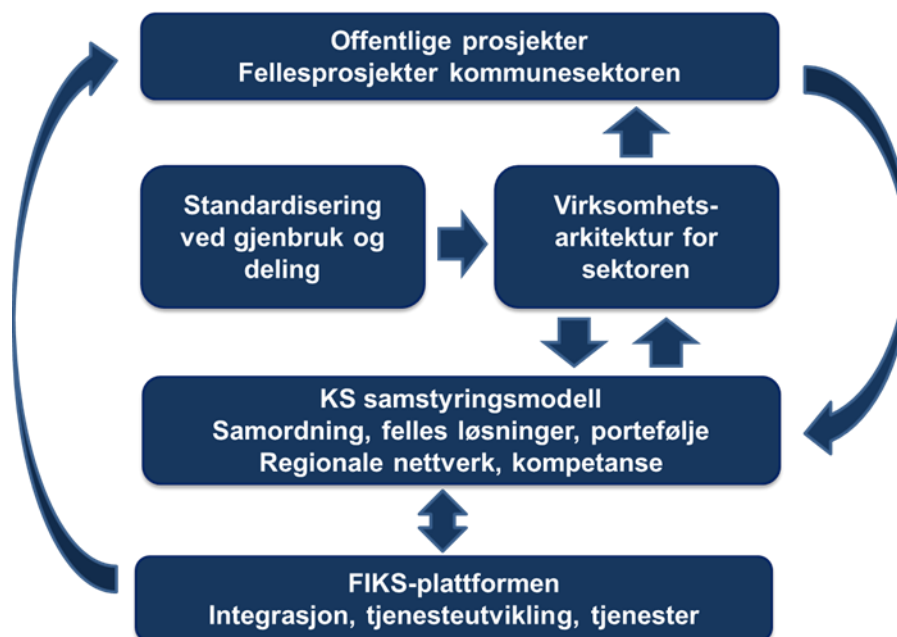 Offentlige prosjekter
Fellesprosjekter kommunesektoren
Standardisering
ved gjenbruk og
deling
Virksomhets-
arkitektur for
sektoren
KS samstyringsmodell
Samordning, felles løsninger, portefølje
Regionale nettverk, kompetanse
FIKS-plattformen
Integrasjon, tjenesteutvikling, tjenester